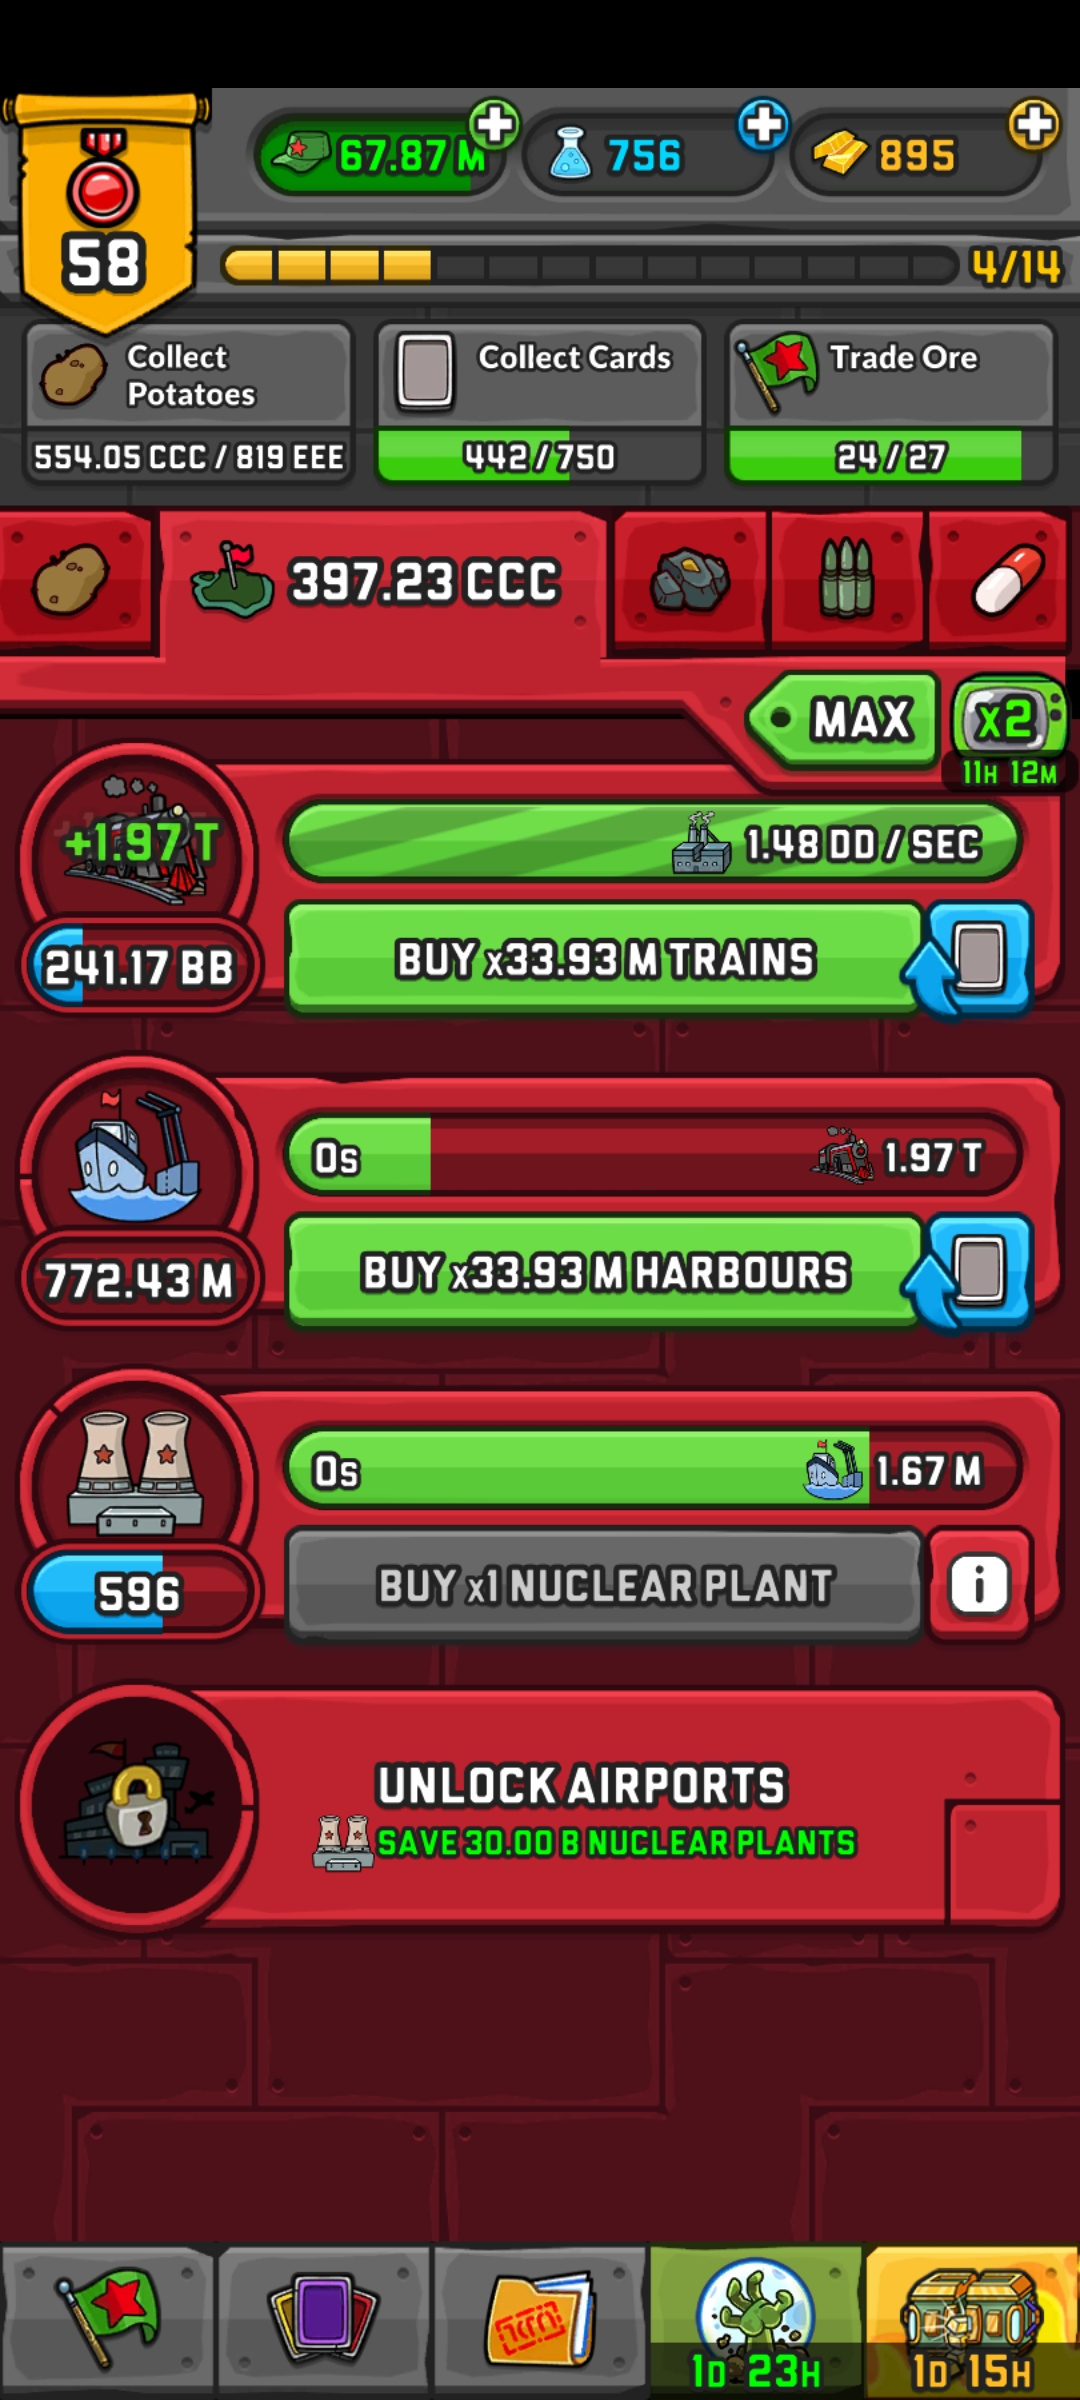 67.87 M
756
895
58
4/14
Collect
Potatoes
Collect Cards
Trade Ore
554.05 CCC / 819 EEE
442/750
24/27
397.23 CCC
MAX
x2
11H 12M
+1.97 T
1.48 DD / SEC
241.17 BB
BUY x33.93 M TRAINS
0s
1.97 T
772.43 M
BUY x33.93 M HARBOURS
0s
1.67 M
596
BUY x1 NUCLEAR PLANT
i
UNLOCK AIRPORTS
SAVE 30.00 B NUCLEAR PLANTS
1D 23H
1D 15H